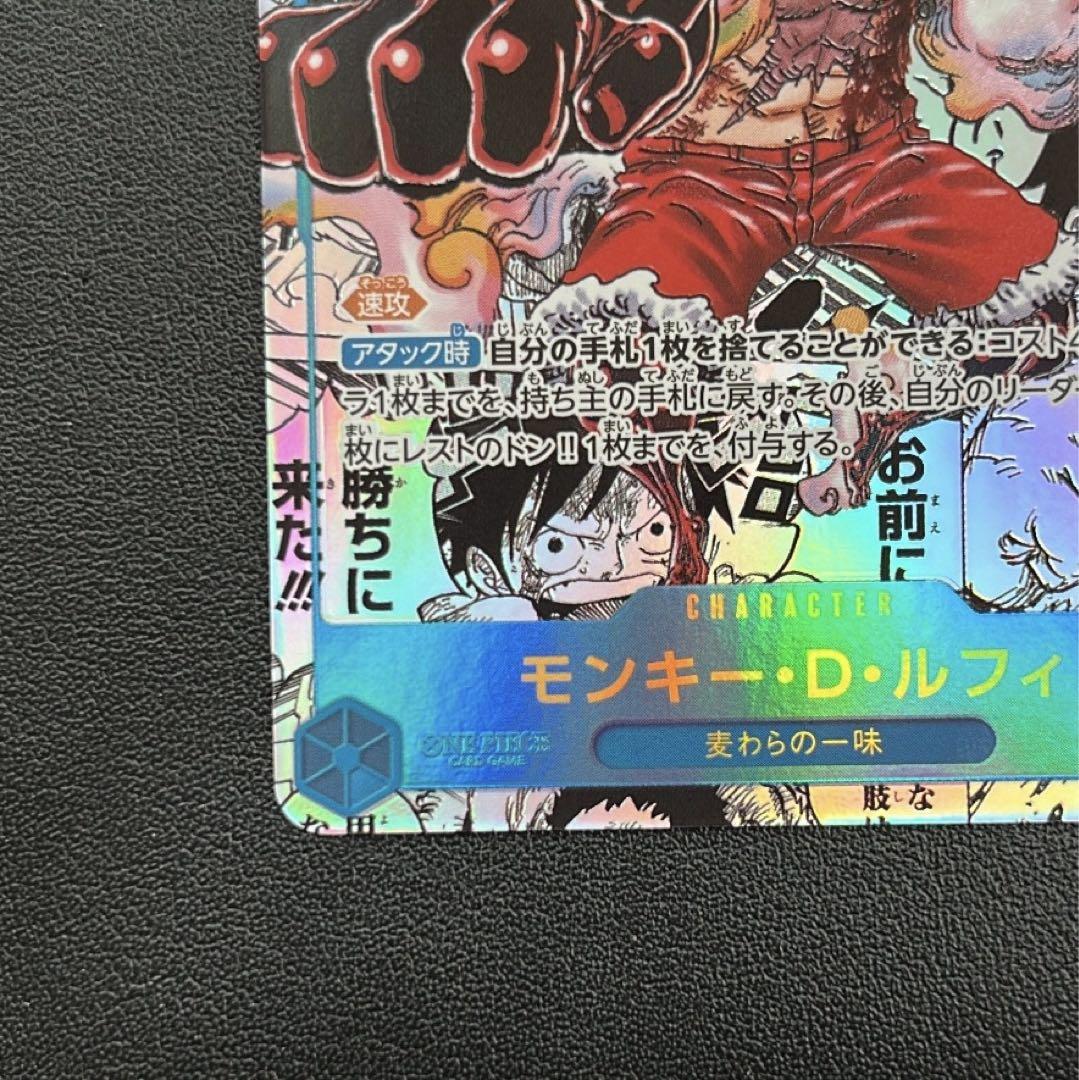 速攻
アタック時 自分の手札1枚を捨てることができる:コスト
ラ1枚までを、持ち主の手札に戻す。その後、自分のリーダ
枚にレストのドン!!1枚までを、付与する。
お前に
勝ちに
来た!!!
CHARACTER
モンキー・D・ルフィ
麦わらの一味
ONE PIECE
CARD GAME
な
肢